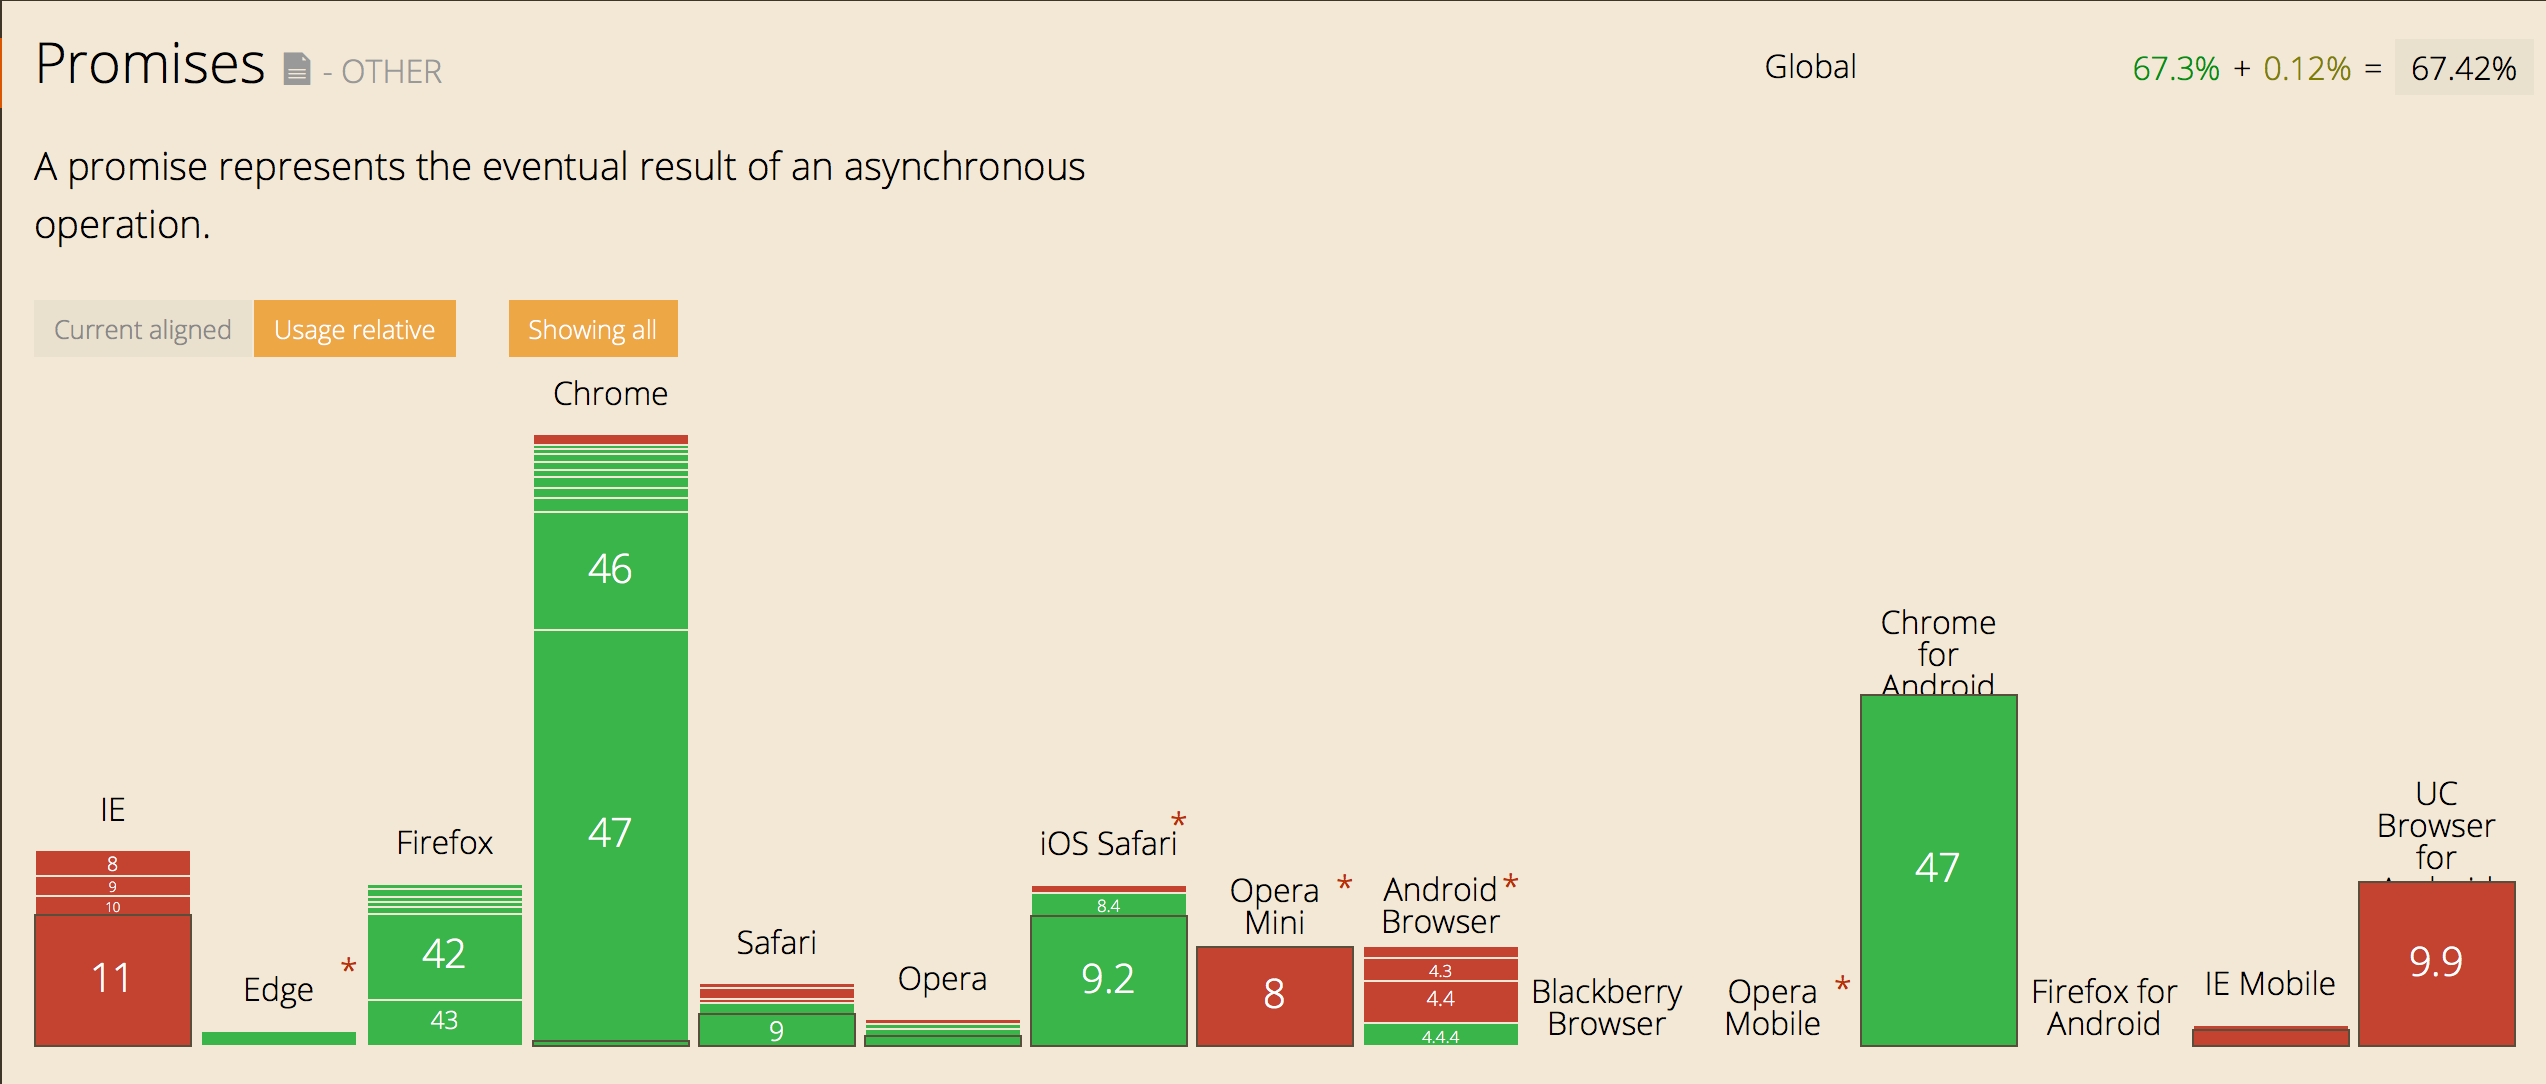 Promises - OTHER
Global
67.3% + 0.12% = 67.42%
A promise represents the eventual result of an asynchronous
operation.
Current aligned
Usage relative
Showing all
IE
8
9
10
11
Edge *
Firefox
42
43
Chrome
46
47
Safari
9
Opera
iOS Safari *
8.4
9.2
Opera *
Mini
8
Android *
Browser
4.3
4.4
4.4.4
Blackberry
Browser
Opera *
Mobile
Chrome
for
Android
47
Firefox for
Android
IE Mobile
UC
Browser
for
9.9